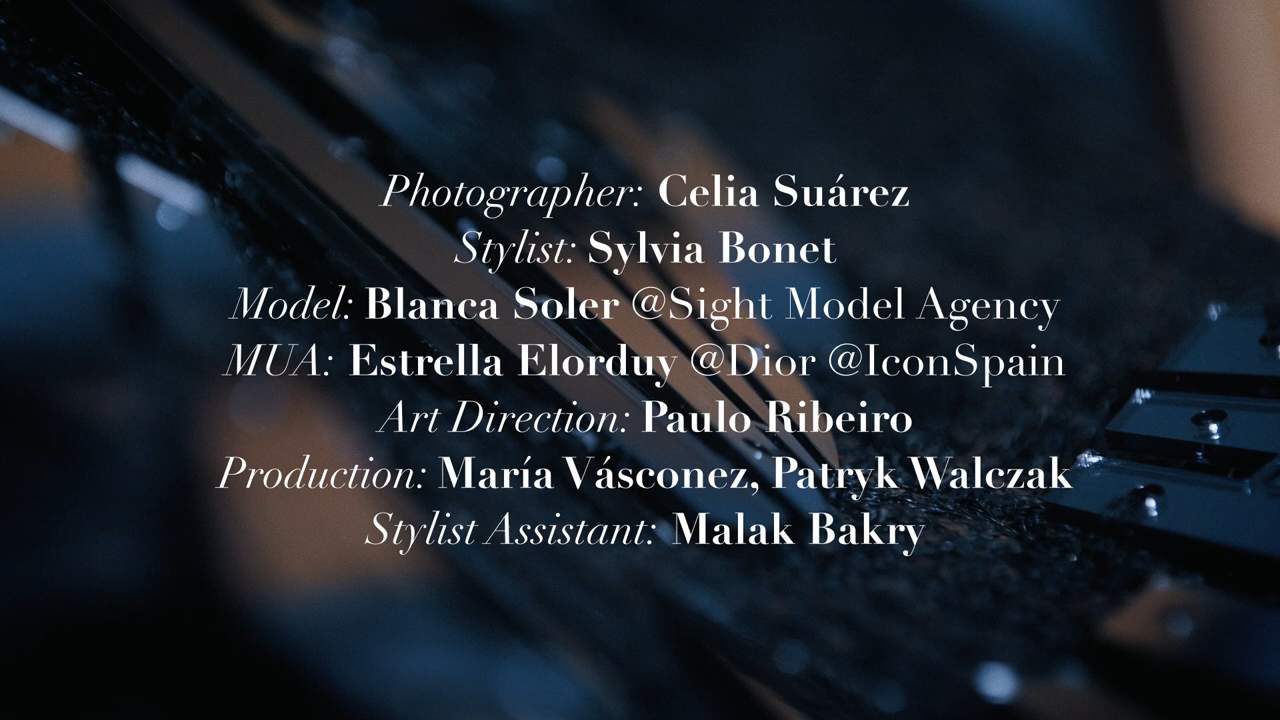 Photographer: Celia Suárez
Stylist: Sylvia Bonet
Model: Blanca Soler @Sight Model Agency
MUA: Estrella Elorduy @Dior @IconSpain
Art Direction: Paulo Ribeiro
Production: María Vásconez, Patryk Walczak
Stylist Assistant: Malak Bakry